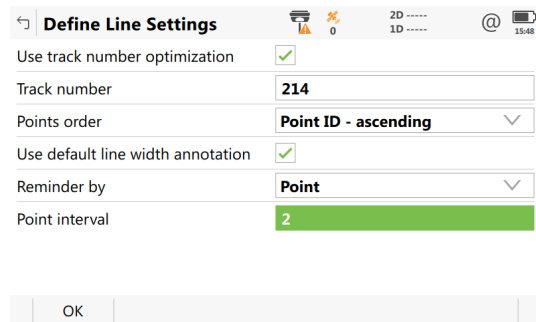 Define Line Settings
0
2D -----
1D -----
@
15:48
Use track number optimization
Track number 214
Points order Point ID - ascending
Use default line width annotation
Reminder by Point
Point interval 2
OK